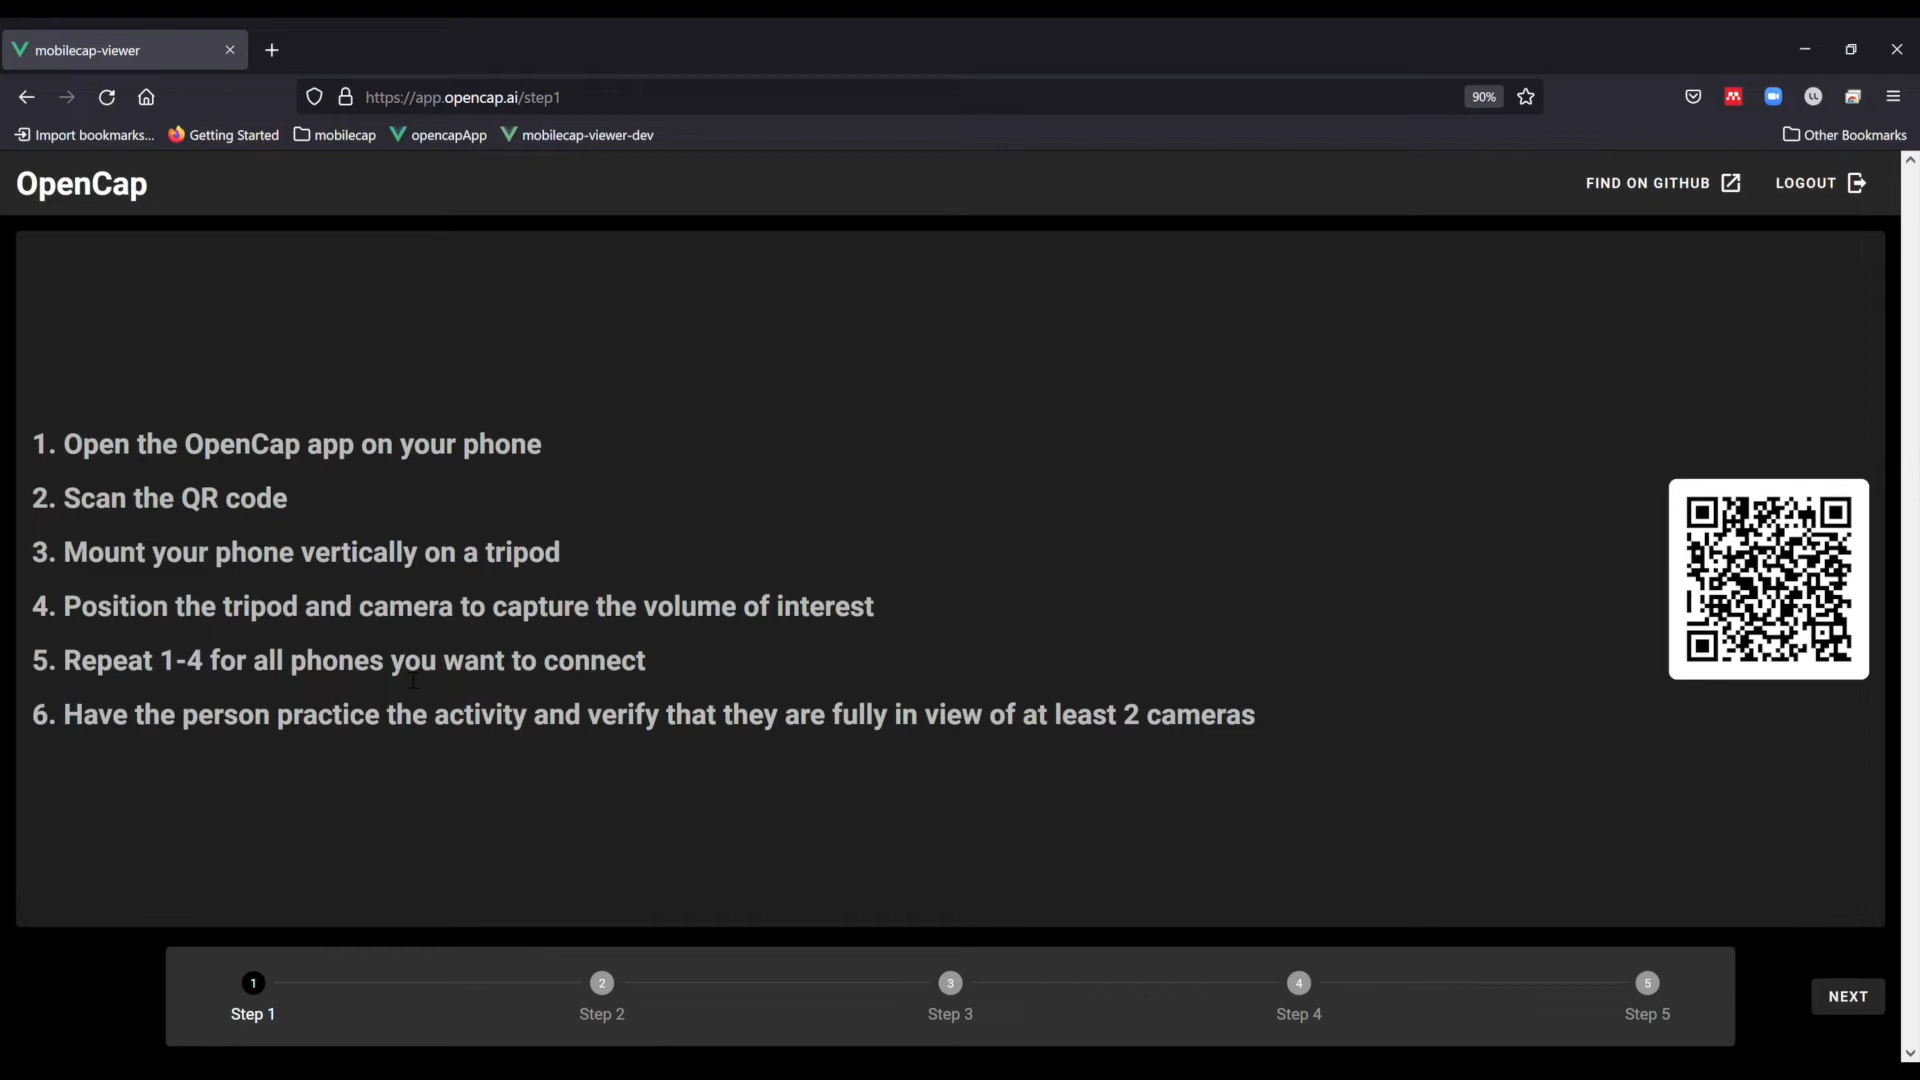 mobilecap-viewer
https://app.opencap.ai/step1
90%
Import bookmarks...
Getting Started
mobilecap
opencapApp
mobilecap-viewer-dev
Other Bookmarks
OpenCap
FIND ON GITHUB
LOGOUT
1. Open the OpenCap app on your phone
2. Scan the QR code
3. Mount your phone vertically on a tripod
4. Position the tripod and camera to capture the volume of interest
5. Repeat 1-4 for all phones you want to connect
6. Have the person practice the activity and verify that they are fully in view of at least 2 cameras
1
2
3
4
5
Step 1
Step 2
Step 3
Step 4
Step 5
NEXT